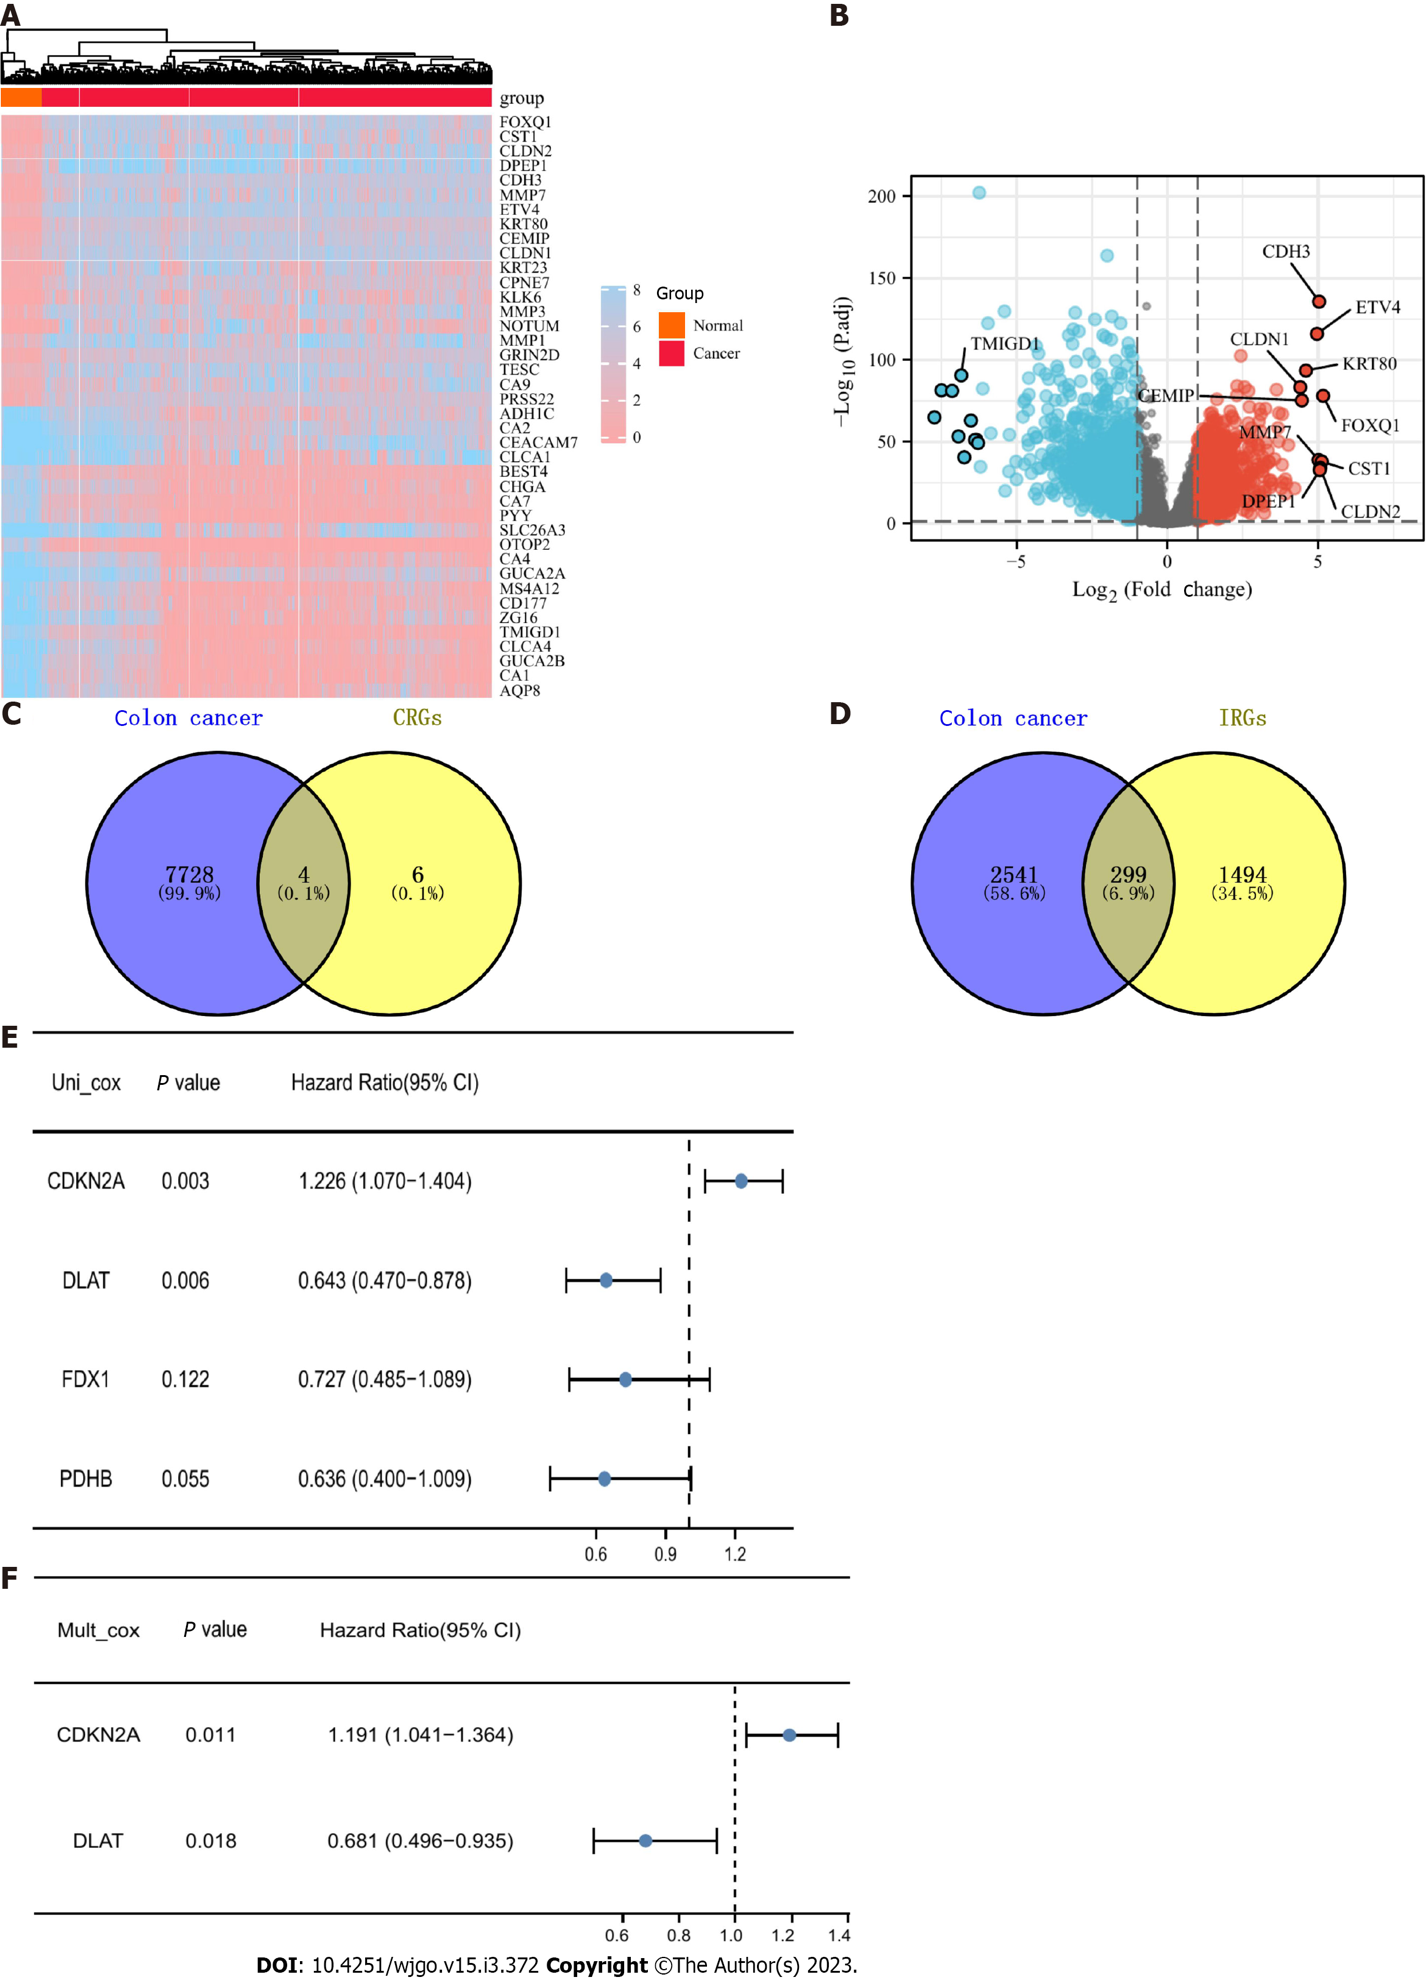 A
group
FOXQ1
CST1
CLDN2
DPEP1
CDH3
MMP7
ETV4
KRT80
CEMIP
CLDN1
KRT23
CPNE7
KLK6
MMP3
NOTUM
MMP1
GRIN2D
TESC
CA9
PRSS22
ADH1C
CA2
CEACAM7
CLCA1
BEST4
CHGA
CA7
PYY
SLC26A3
OTOP2
CA4
GUCA2A
MS4A12
CD177
ZG16
TMIGD1
CLCA4
GUCA2B
CA1
AQP8
8
6
4
2
0
Group
Normal
Cancer
B
−Log10 (P.adj)
200
150
100
50
0
CDH3
ETV4
TMIGD1
CLDN1
KRT80
CEMIP
FOXQ1
MMP7
CST1
DPEP1
CLDN2
−5 0 5
Log2 (Fold change)
C
Colon cancer CRGs
7728 4 6
(99.9%) (0.1%) (0.1%)
D
Colon cancer IRGs
2541 299 1494
(58.6%) (6.9%) (34.5%)
E
Uni_cox P value Hazard Ratio(95% CI)
CDKN2A 0.003 1.226 (1.070−1.404)
DLAT 0.006 0.643 (0.470−0.878)
FDX1 0.122 0.727 (0.485−1.089)
PDHB 0.055 0.636 (0.400−1.009)
0.6 0.9 1.2
F
Mult_cox P value Hazard Ratio(95% CI)
CDKN2A 0.011 1.191 (1.041−1.364)
DLAT 0.018 0.681 (0.496−0.935)
0.6 0.8 1.0 1.2 1.4
DOI: 10.4251/wjgo.v15.i3.372 Copyright ©The Author(s) 2023.